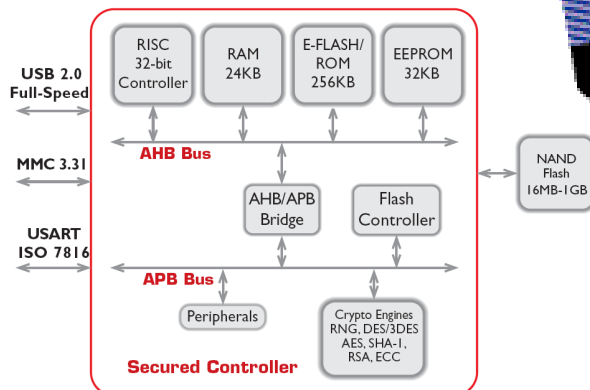 RISC
32-bit
Controller
RAM
24KB
E-FLASH/
ROM
256KB
EEPROM
32KB
USB 2.0
Full-Speed
AHB Bus
MMC 3.31
NAND
Flash
16MB-1GB
AHB/APB
Bridge
Flash
Controller
USART
ISO 7816
APB Bus
Peripherals
Crypto Engines
RNG, DES/3DES
AES, SHA-1,
RSA, ECC
Secured Controller